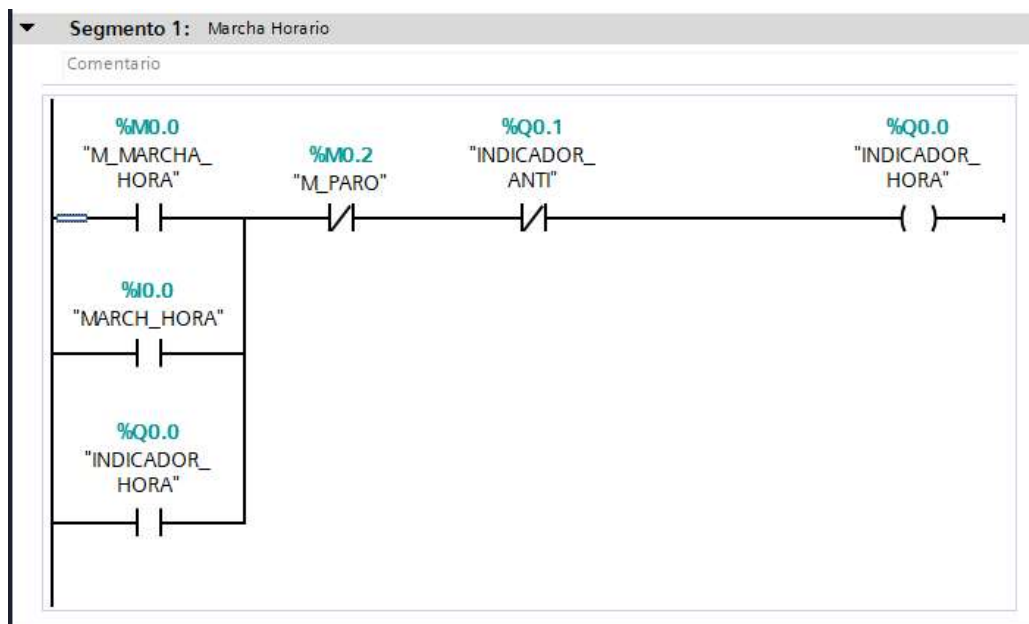 Segmento 1: Marcha Horario
Comentario
%M0.0
"M_MARCHA_
HORA"
%M0.2
"M_PARO"
%Q0.1
"INDICADOR_
ANTI"
%Q0.0
"INDICADOR_
HORA"
%I0.0
"MARCH_HORA"
%Q0.0
"INDICADOR_
HORA"